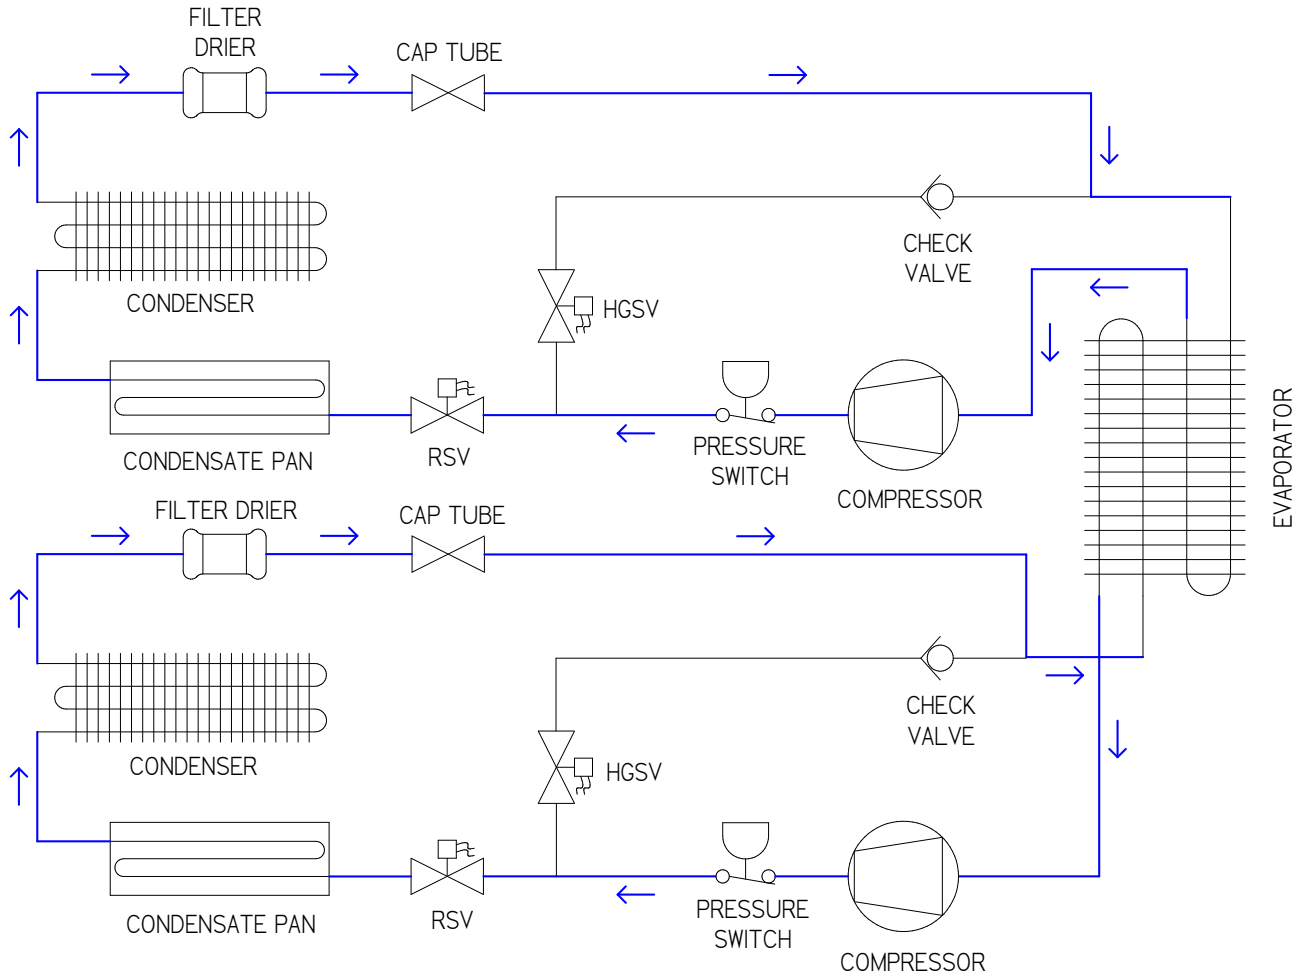 FILTER
DRIER
CAP TUBE
CHECK
VALVE
CONDENSER
HGSV
EVAPORATOR
PRESSURE
SWITCH
RSV
CONDENSATE PAN
COMPRESSOR
FILTER DRIER
CAP TUBE
CHECK
VALVE
CONDENSER
HGSV
PRESSURE
SWITCH
RSV
CONDENSATE PAN
COMPRESSOR